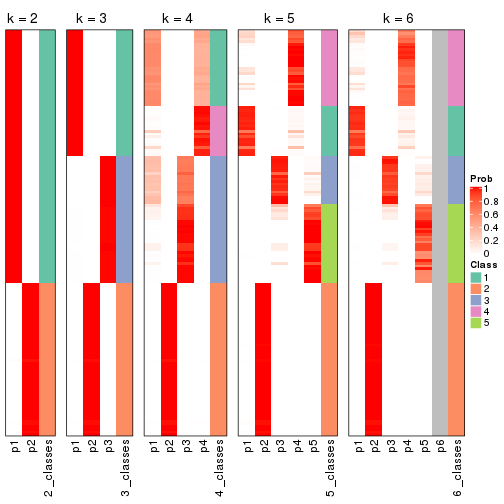 k = 2
k = 3
k = 4
k = 5
k = 6
Prob
1
0.8
0.6
0.4
0.2
0
Class
1
2
3
4
5
p1
p2
2_classes
p1
p2
p3
3_classes
p1
p2
p3
p4
4_classes
p1
p2
p3
p4
p5
5_classes
p1
p2
p3
p4
p5
p6
6_classes